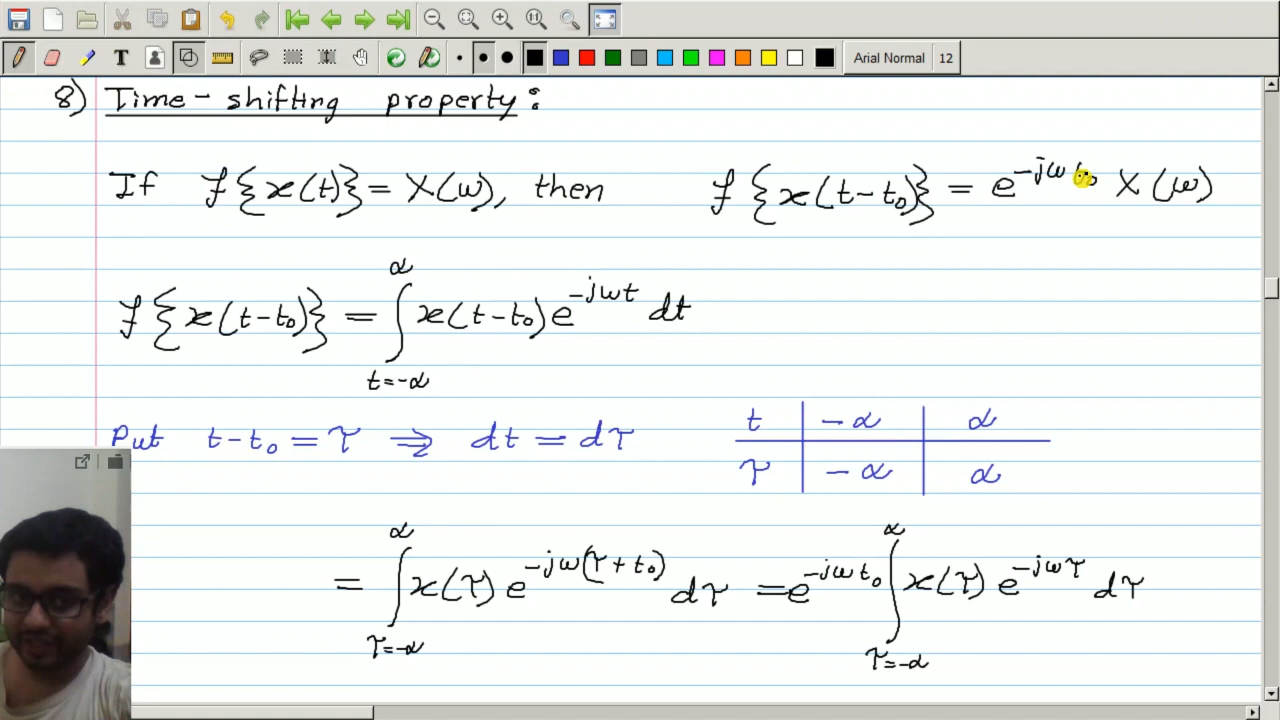 Arial Normal 12
8) Time-shifting property:
If ℱ{x(t)} = X(ω), then ℱ{x(t-t₀)} = e^{-jωt₀} X(ω)
ℱ{x(t-t₀)} = ∫_{t=-∝}^{∝} x(t-t₀) e^{-jωt} dt
Put t-t₀ = τ ⇒ dt = dτ
t | -∝ | ∝
τ | -∝ | ∝
= ∫_{τ=-∝}^{∝} x(τ) e^{-jω(τ+t₀)} dτ = e^{-jωt₀} ∫_{τ=-∝}^{∝} x(τ) e^{-jωτ} dτ